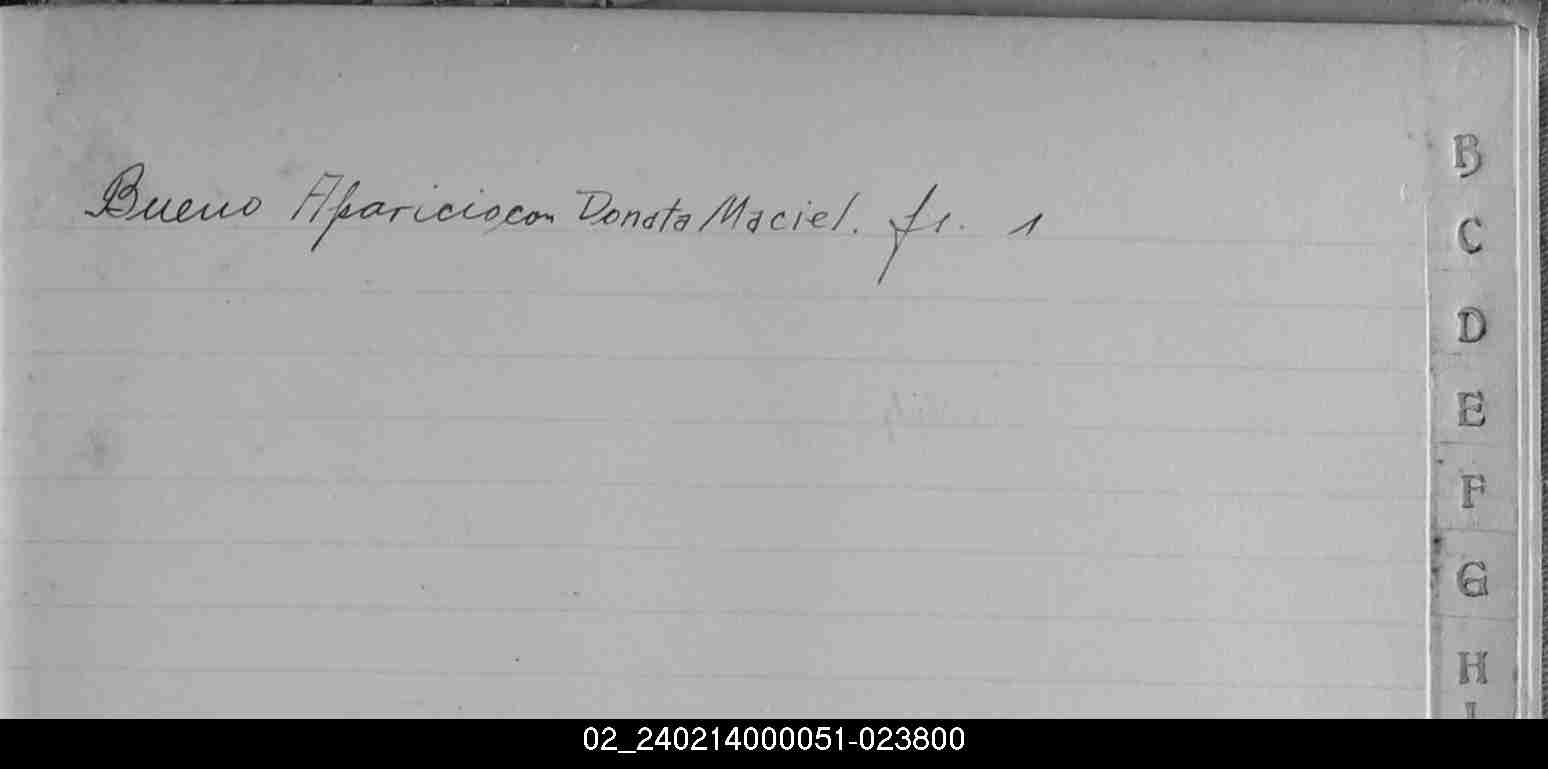 Bueno Aparicio con Donata Maciel. fs. 1
B
C
D
E
F
G
H
I
02_240214000051-023800